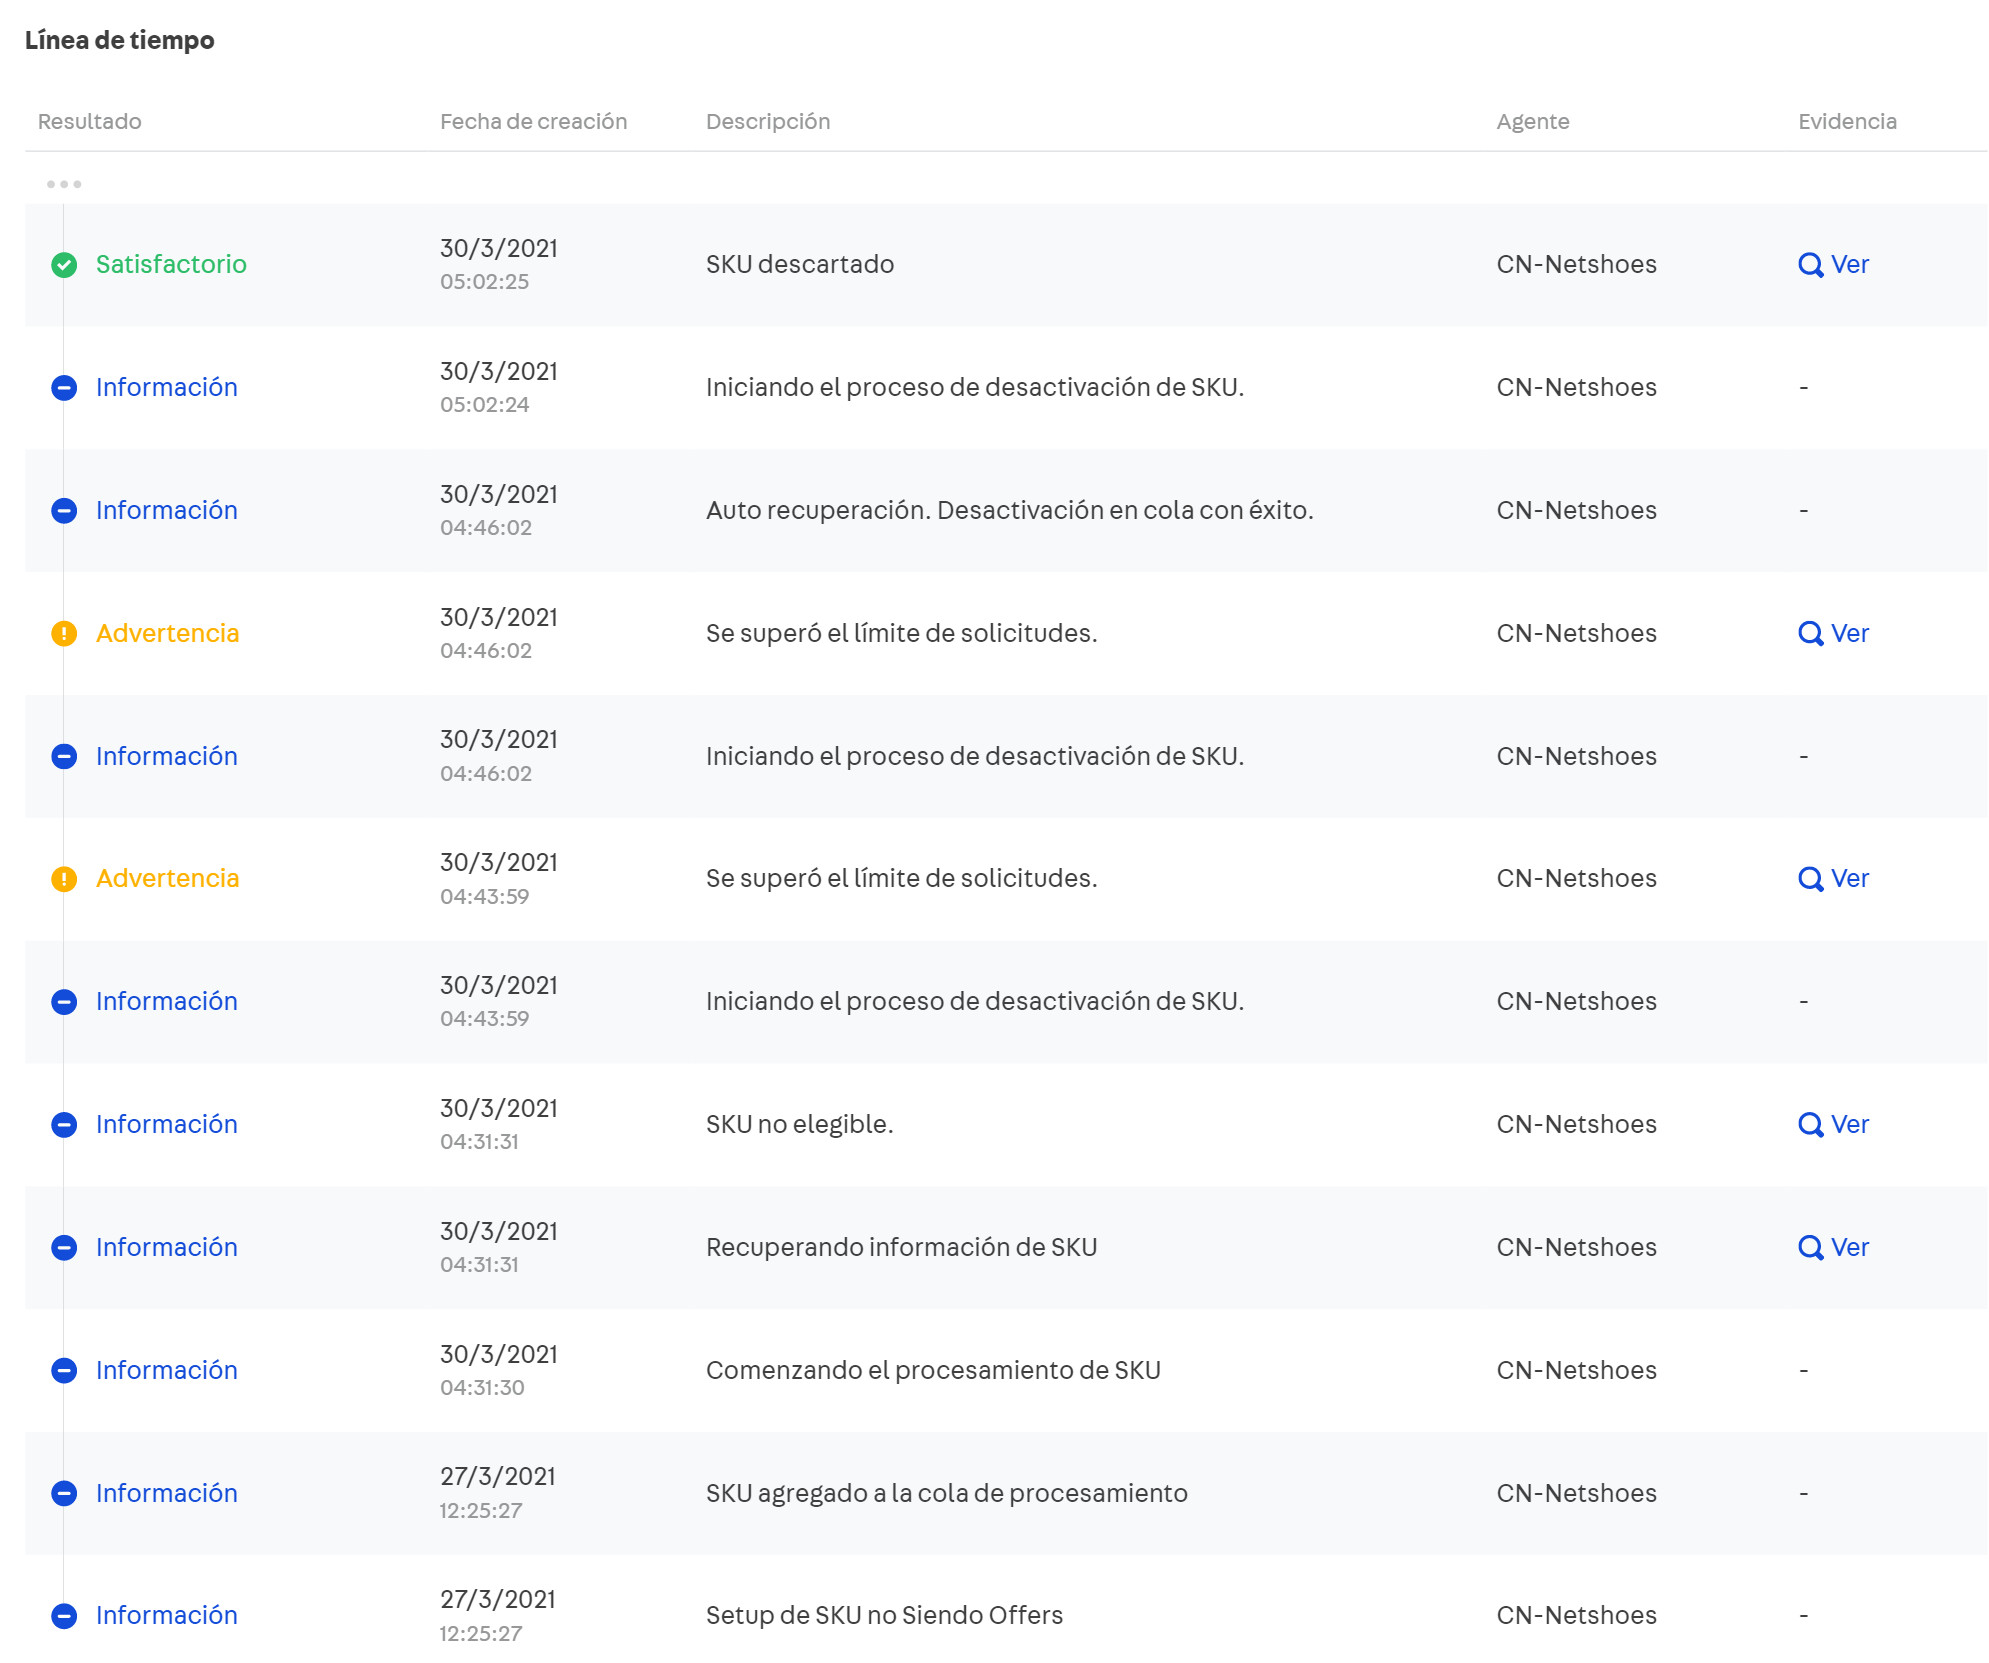 Línea de tiempo
Resultado Fecha de creación Descripción Agente Evidencia
Satisfactorio 30/3/2021 05:02:25 SKU descartado CN-Netshoes Ver
Información 30/3/2021 05:02:24 Iniciando el proceso de desactivación de SKU. CN-Netshoes -
Información 30/3/2021 04:46:02 Auto recuperación. Desactivación en cola con éxito. CN-Netshoes -
Advertencia 30/3/2021 04:46:02 Se superó el límite de solicitudes. CN-Netshoes Ver
Información 30/3/2021 04:46:02 Iniciando el proceso de desactivación de SKU. CN-Netshoes -
Advertencia 30/3/2021 04:43:59 Se superó el límite de solicitudes. CN-Netshoes Ver
Información 30/3/2021 04:43:59 Iniciando el proceso de desactivación de SKU. CN-Netshoes -
Información 30/3/2021 04:31:31 SKU no elegible. CN-Netshoes Ver
Información 30/3/2021 04:31:31 Recuperando información de SKU CN-Netshoes Ver
Información 30/3/2021 04:31:30 Comenzando el procesamiento de SKU CN-Netshoes -
Información 27/3/2021 12:25:27 SKU agregado a la cola de procesamiento CN-Netshoes -
Información 27/3/2021 12:25:27 Setup de SKU no Siendo Offers CN-Netshoes -